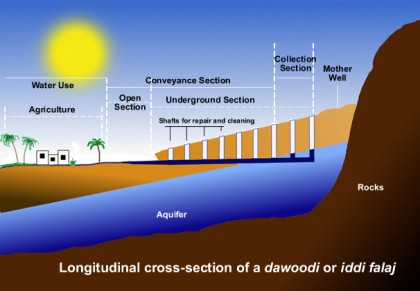 Collection
Section
Mother
Well
Water Use
Conveyance Section
Agriculture
Open
Section
Underground Section
Shafts for repair and cleaning
Rocks
Aquifer
Longitudinal cross-section of a dawoodi or iddi falaj